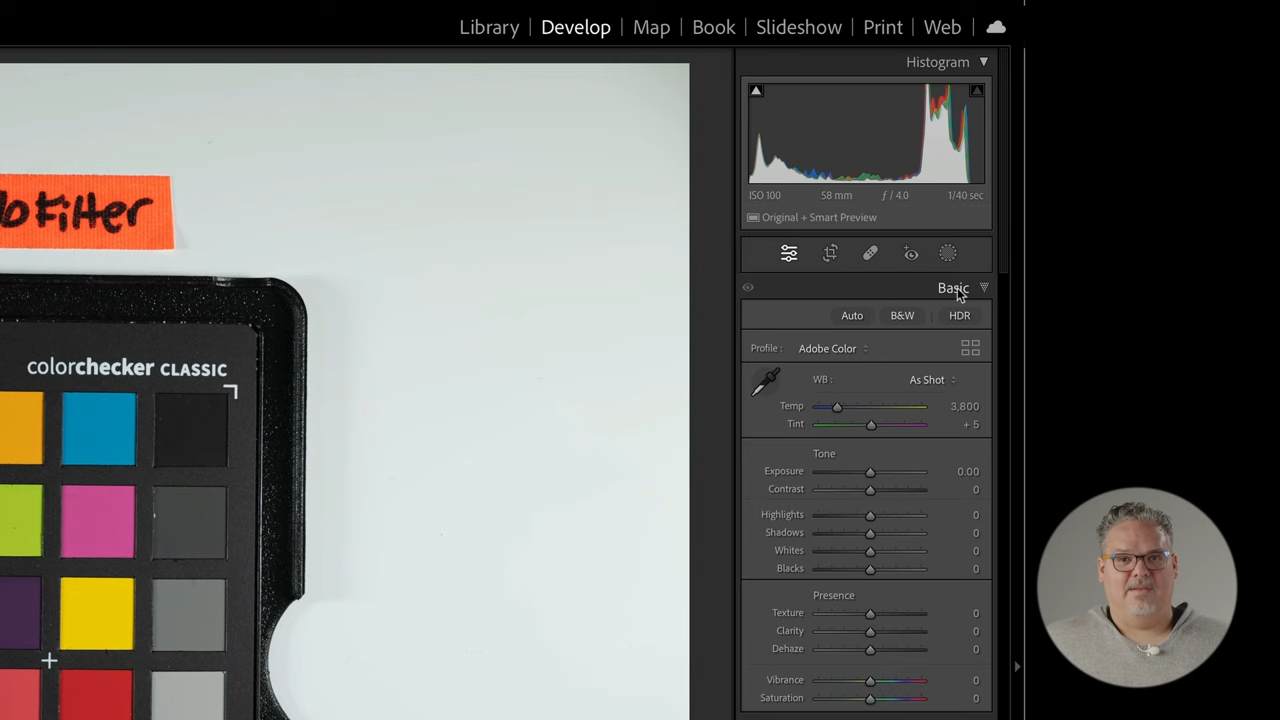 Library | Develop | Map | Book | Slideshow | Print | Web
Histogram
ISO 100 58 mm ƒ / 4.0 1/40 sec
Original + Smart Preview
Basic
Auto B&W HDR
Profile : Adobe Color
WB : As Shot
Temp 3,800
Tint + 5
Tone
Exposure 0.00
Contrast 0
Highlights 0
Shadows 0
Whites 0
Blacks 0
Presence
Texture 0
Clarity 0
Dehaze 0
Vibrance 0
Saturation 0
Filter
colorchecker CLASSIC